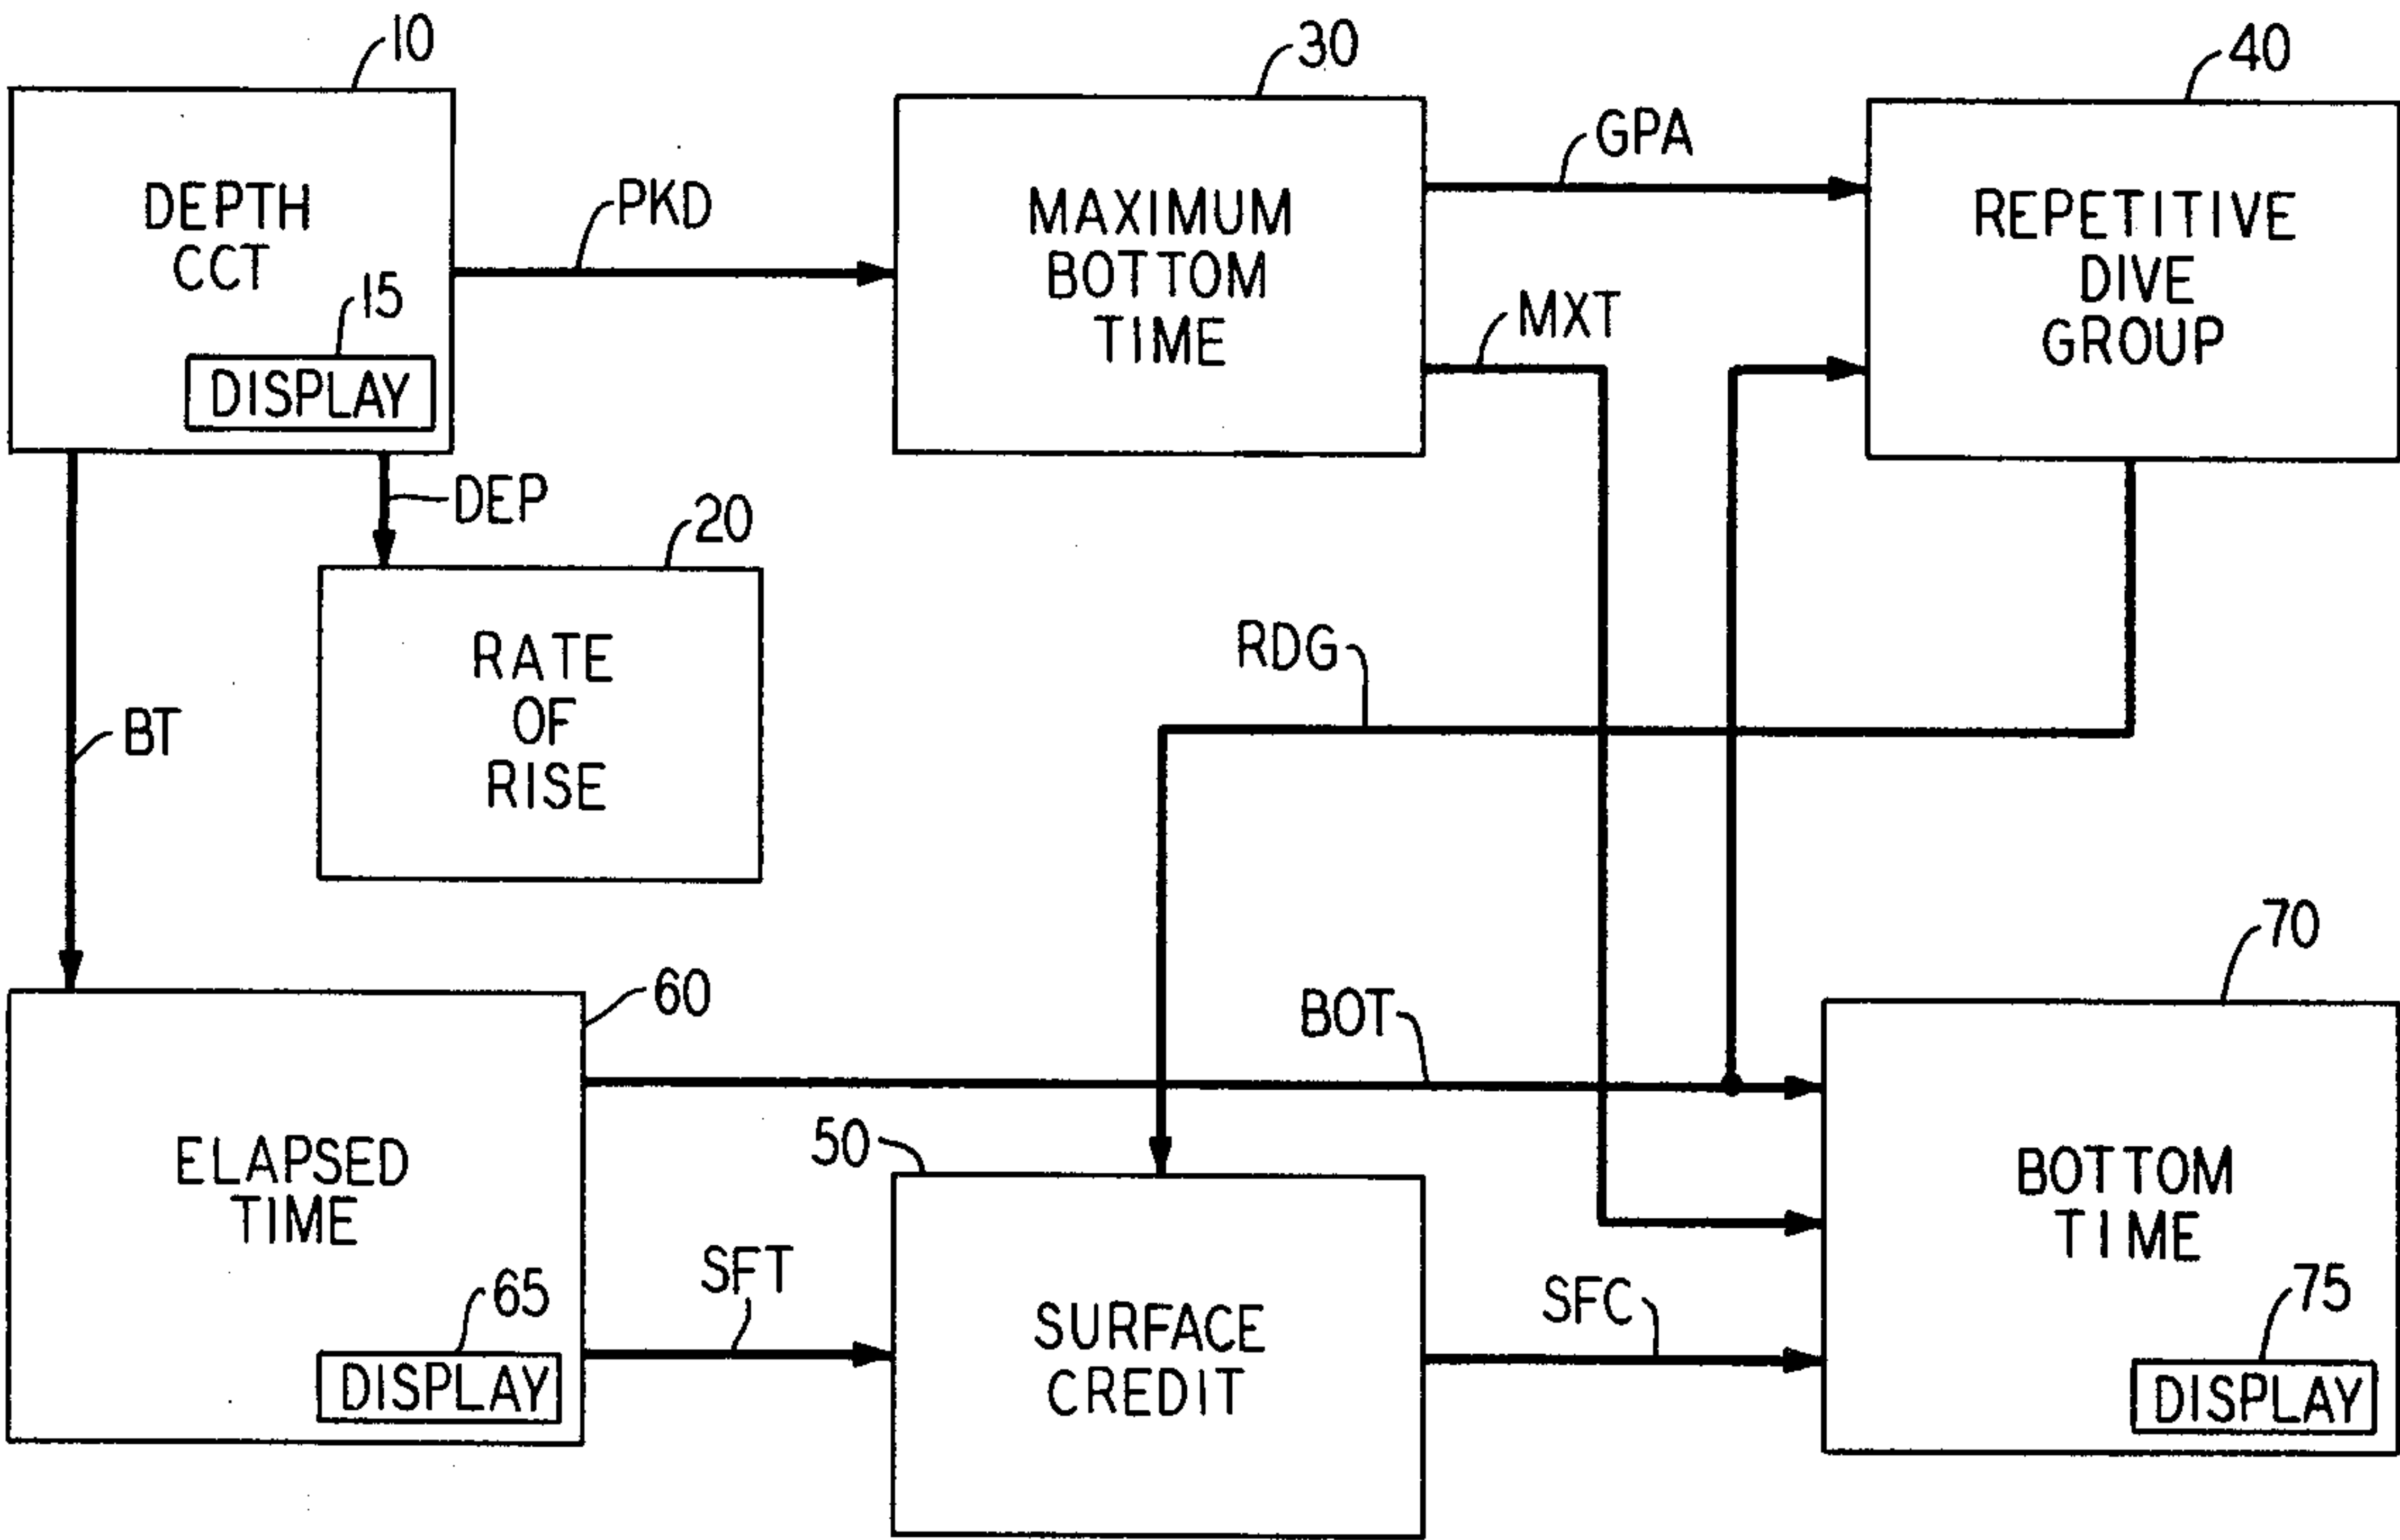 10
30
40
DEPTH
CCT
15
DISPLAY
PKD
MAXIMUM
BOTTOM
TIME
GPA
MXT
REPETITIVE
DIVE
GROUP
DEP
20
RATE
OF
RISE
BT
RDG
60
BOT
70
ELAPSED
TIME
65
DISPLAY
50
SFT
SURFACE
CREDIT
SFC
BOTTOM
TIME
75
DISPLAY